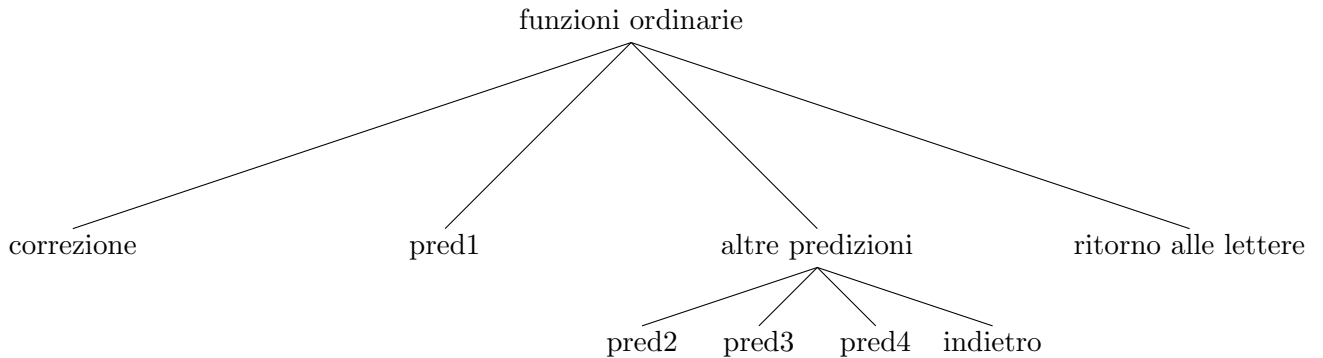 funzioni ordinarie
correzione pred1 altre predizioni ritorno alle lettere
pred2 pred3 pred4 indietro